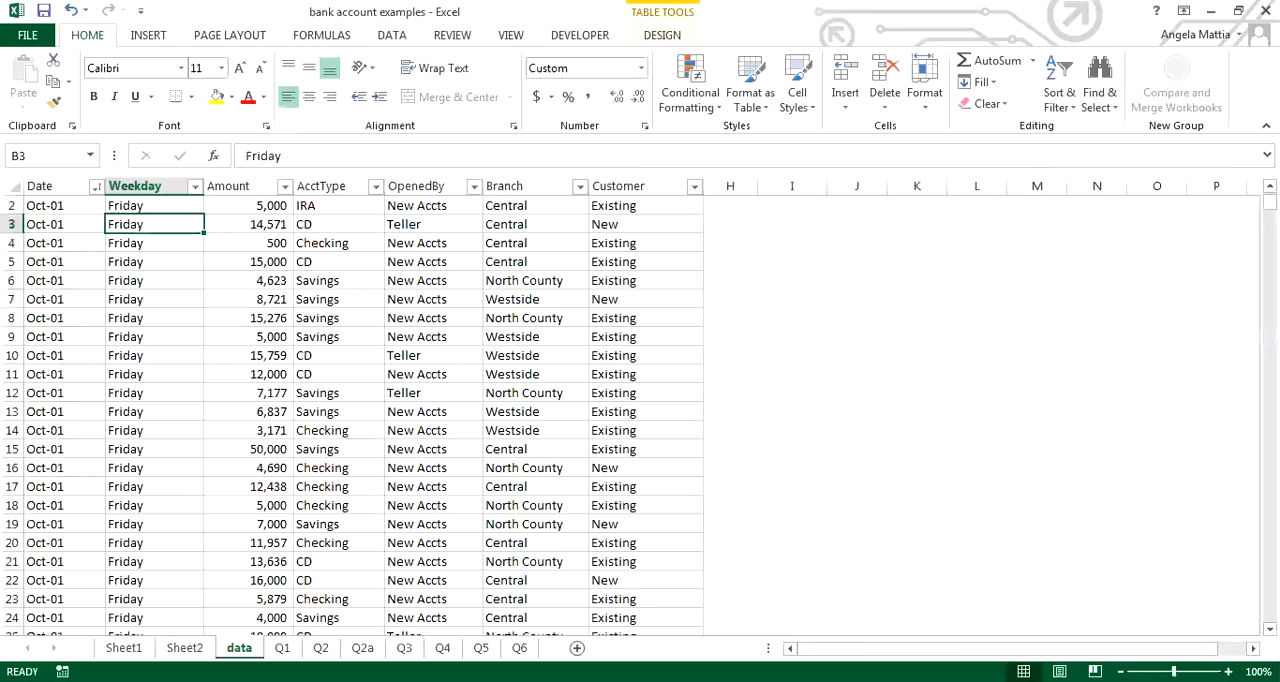 bank account examples - Excel
TABLE TOOLS
?
FILE HOME INSERT PAGE LAYOUT FORMULAS DATA REVIEW VIEW DEVELOPER DESIGN
Angela Mattia
Paste
Calibri 11
B I U
Wrap Text
Merge & Center
Custom
$ % ,
Conditional Formatting
Format as Table
Cell Styles
Insert
Delete
Format
AutoSum
Fill
Clear
Sort & Filter
Find & Select
Compare and Merge Workbooks
Clipboard Font Alignment Number Styles Cells Editing New Group
B3 fx Friday
Date Weekday Amount AcctType OpenedBy Branch Customer H I J K L M N O P
2 Oct-01 Friday 5,000 IRA New Accts Central Existing
3 Oct-01 Friday 14,571 CD Teller Central New
4 Oct-01 Friday 500 Checking New Accts Central Existing
5 Oct-01 Friday 15,000 CD New Accts Central Existing
6 Oct-01 Friday 4,623 Savings New Accts North County Existing
7 Oct-01 Friday 8,721 Savings New Accts Westside New
8 Oct-01 Friday 15,276 Savings New Accts North County Existing
9 Oct-01 Friday 5,000 Savings New Accts Westside Existing
10 Oct-01 Friday 15,759 CD Teller Westside Existing
11 Oct-01 Friday 12,000 CD New Accts Westside Existing
12 Oct-01 Friday 7,177 Savings Teller North County Existing
13 Oct-01 Friday 6,837 Savings New Accts Westside Existing
14 Oct-01 Friday 3,171 Checking New Accts Westside Existing
15 Oct-01 Friday 50,000 Savings New Accts Central Existing
16 Oct-01 Friday 4,690 Checking New Accts North County New
17 Oct-01 Friday 12,438 Checking New Accts Central Existing
18 Oct-01 Friday 5,000 Checking New Accts North County Existing
19 Oct-01 Friday 7,000 Savings New Accts North County New
20 Oct-01 Friday 11,957 Checking New Accts Central Existing
21 Oct-01 Friday 13,636 CD New Accts North County Existing
22 Oct-01 Friday 16,000 CD New Accts Central New
23 Oct-01 Friday 5,879 Checking New Accts Central Existing
24 Oct-01 Friday 4,000 Savings New Accts Central Existing
Sheet1 Sheet2 data Q1 Q2 Q2a Q3 Q4 Q5 Q6
READY 100%